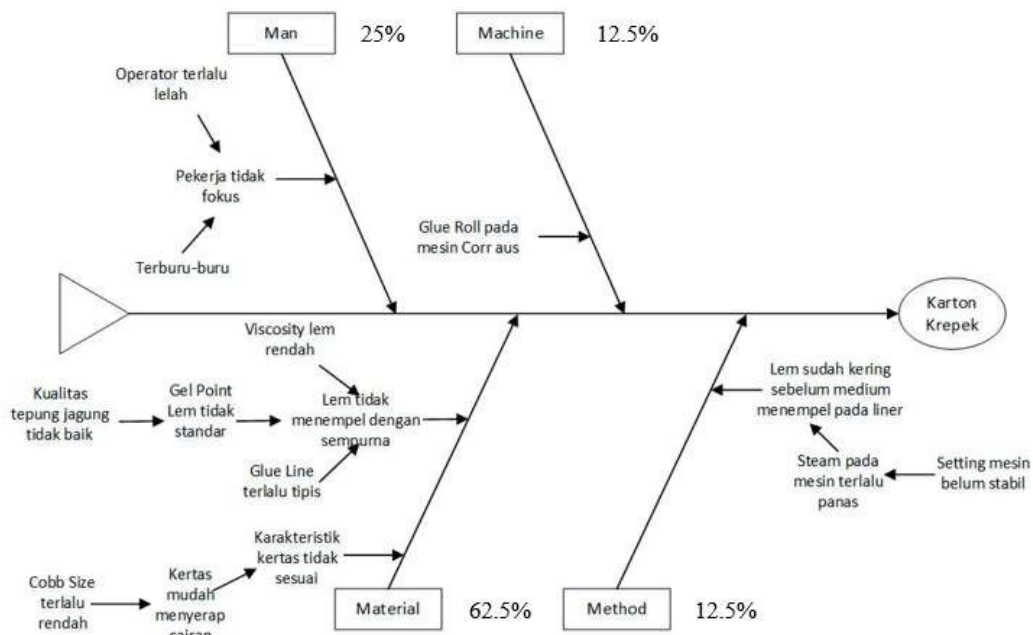 Man
25%
Machine
12.5%
Operator terlalu
lelah
Pekerja tidak
fokus
Terburu-buru
Glue Roll pada
mesin Corr aus
Karton
Krepek
Viscosity lem
rendah
Kualitas
tepung jagung
tidak baik
Gel Point
Lem tidak
standar
Lem tidak
menempel dengan
sempurna
Glue Line
terlalu tipis
Lem sudah kering
sebelum medium
menempel pada liner
Steam pada
mesin terlalu
panas
Setting mesin
belum stabil
Karakteristik
kertas tidak
sesuai
Cobb Size
terlalu
rendah
Kertas
mudah
menyerap
cairan
Material
62.5%
Method
12.5%